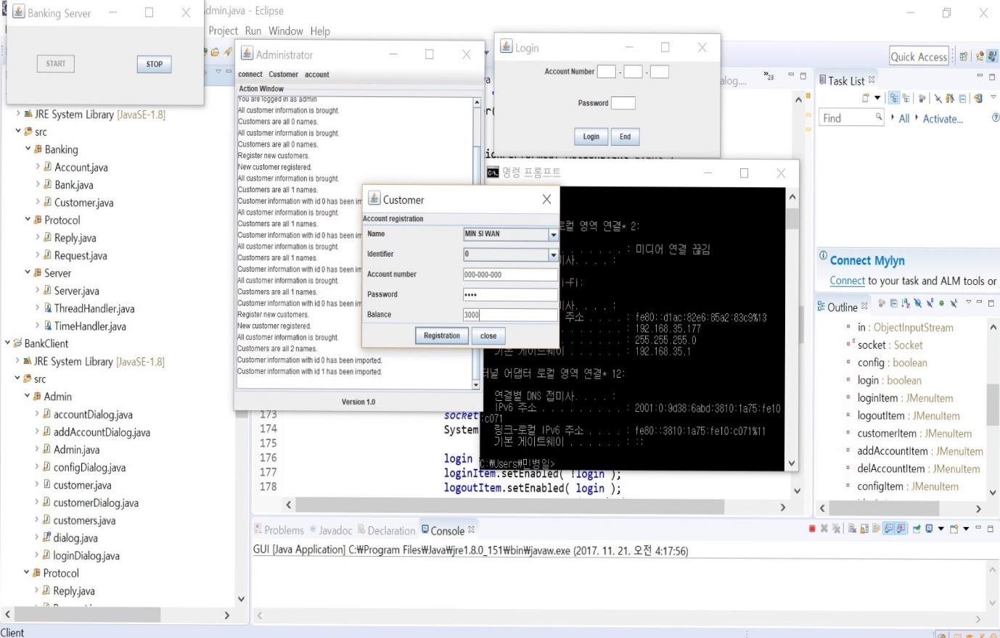 Banking Server
START
STOP
Admin.java - Eclipse
Project Run Window Help
Quick Access
JRE System Library [JavaSE-1.8]
src
Banking
Account.java
Bank.java
Customer.java
Protocol
Reply.java
Request.java
Server
Server.java
ThreadHandler.java
TimeHandler.java
BankClient
JRE System Library [JavaSE-1.8]
src
Admin
accountDialog.java
addAccountDialog.java
Admin.java
configDialog.java
customer.java
customerDialog.java
customers.java
dialog.java
loginDialog.java
Protocol
Reply.java
Client
Administrator
connect Customer account
Action Window
You are logged in as admin
All customer information is brought.
Customers are all 0 names.
All customer information is brought.
Customers are all 0 names.
Register new customers.
New customer registered.
All customer information is brought.
Customers are all 1 names.
Customer information with id 0 has been im
All customer information is brought.
Customers are all 1 names.
Customer information with id 0 has been im
All customer information is brought.
Customers are all 1 names.
Customer information with id 0 has been im
All customer information is brought.
Customers are all 1 names.
Customer information with id 0 has been im
Register new customers.
New customer registered.
All customer information is brought.
Customers are all 2 names.
Customer information with id 0 has been imported.
Customer information with id 1 has been imported.
Version 1.0
Login
Account Number - -
Password
Login End
alog....
23
Customer
Account registration
Name MIN SI WAN
Identifier 0
Account number 000-000-000
Password ••••
Balance 3000
Registration close
명령 프롬프트
로컬 영역 연결* 2:
. . . . . . . : 미디어 연결 끊김
미사. . . . :
i-Fi:
미사. . . . :
주소 . . . . . : fe80::d1ac:82e6:85a2:83c9%13
. . . . . . . : 192.168.35.177
. . . . . . . : 255.255.255.0
기본 게이트웨이 . . . . . . : 192.168.35.1
터널 어댑터 로컬 영역 연결* 12:
연결별 DNS 접미사. . . . :
IPv6 주소 . . . . . . . . . : 2001:0:9d38:6abd:3810:1a75:fe10
:c071
링크-로컬 IPv6 주소 . . . . : fe80::3810:1a75:fe10:c071%11
기본 게이트웨이 . . . . . . : ::
C:₩Users₩민병일>
173 socket
174 System
175
176 login
177 loginItem.setEnabled( !login );
178 logoutItem.setEnabled( login );
Task List
Find All Activate...
Connect Mylyn
Connect to your task and ALM tools or
Outline
in : ObjectInputStream
socket : Socket
config : boolean
login : boolean
loginItem : JMenuItem
logoutItem : JMenuItem
customerItem : JMenuItem
addAccountItem : JMenuItem
delAccountItem : JMenuItem
configItem : JMenuItem
Problems Javadoc Declaration Console
GUI [Java Application] C:₩Program Files₩Java₩jre1.8.0_151₩bin₩javaw.exe (2017. 11. 21. 오전 4:17:56)